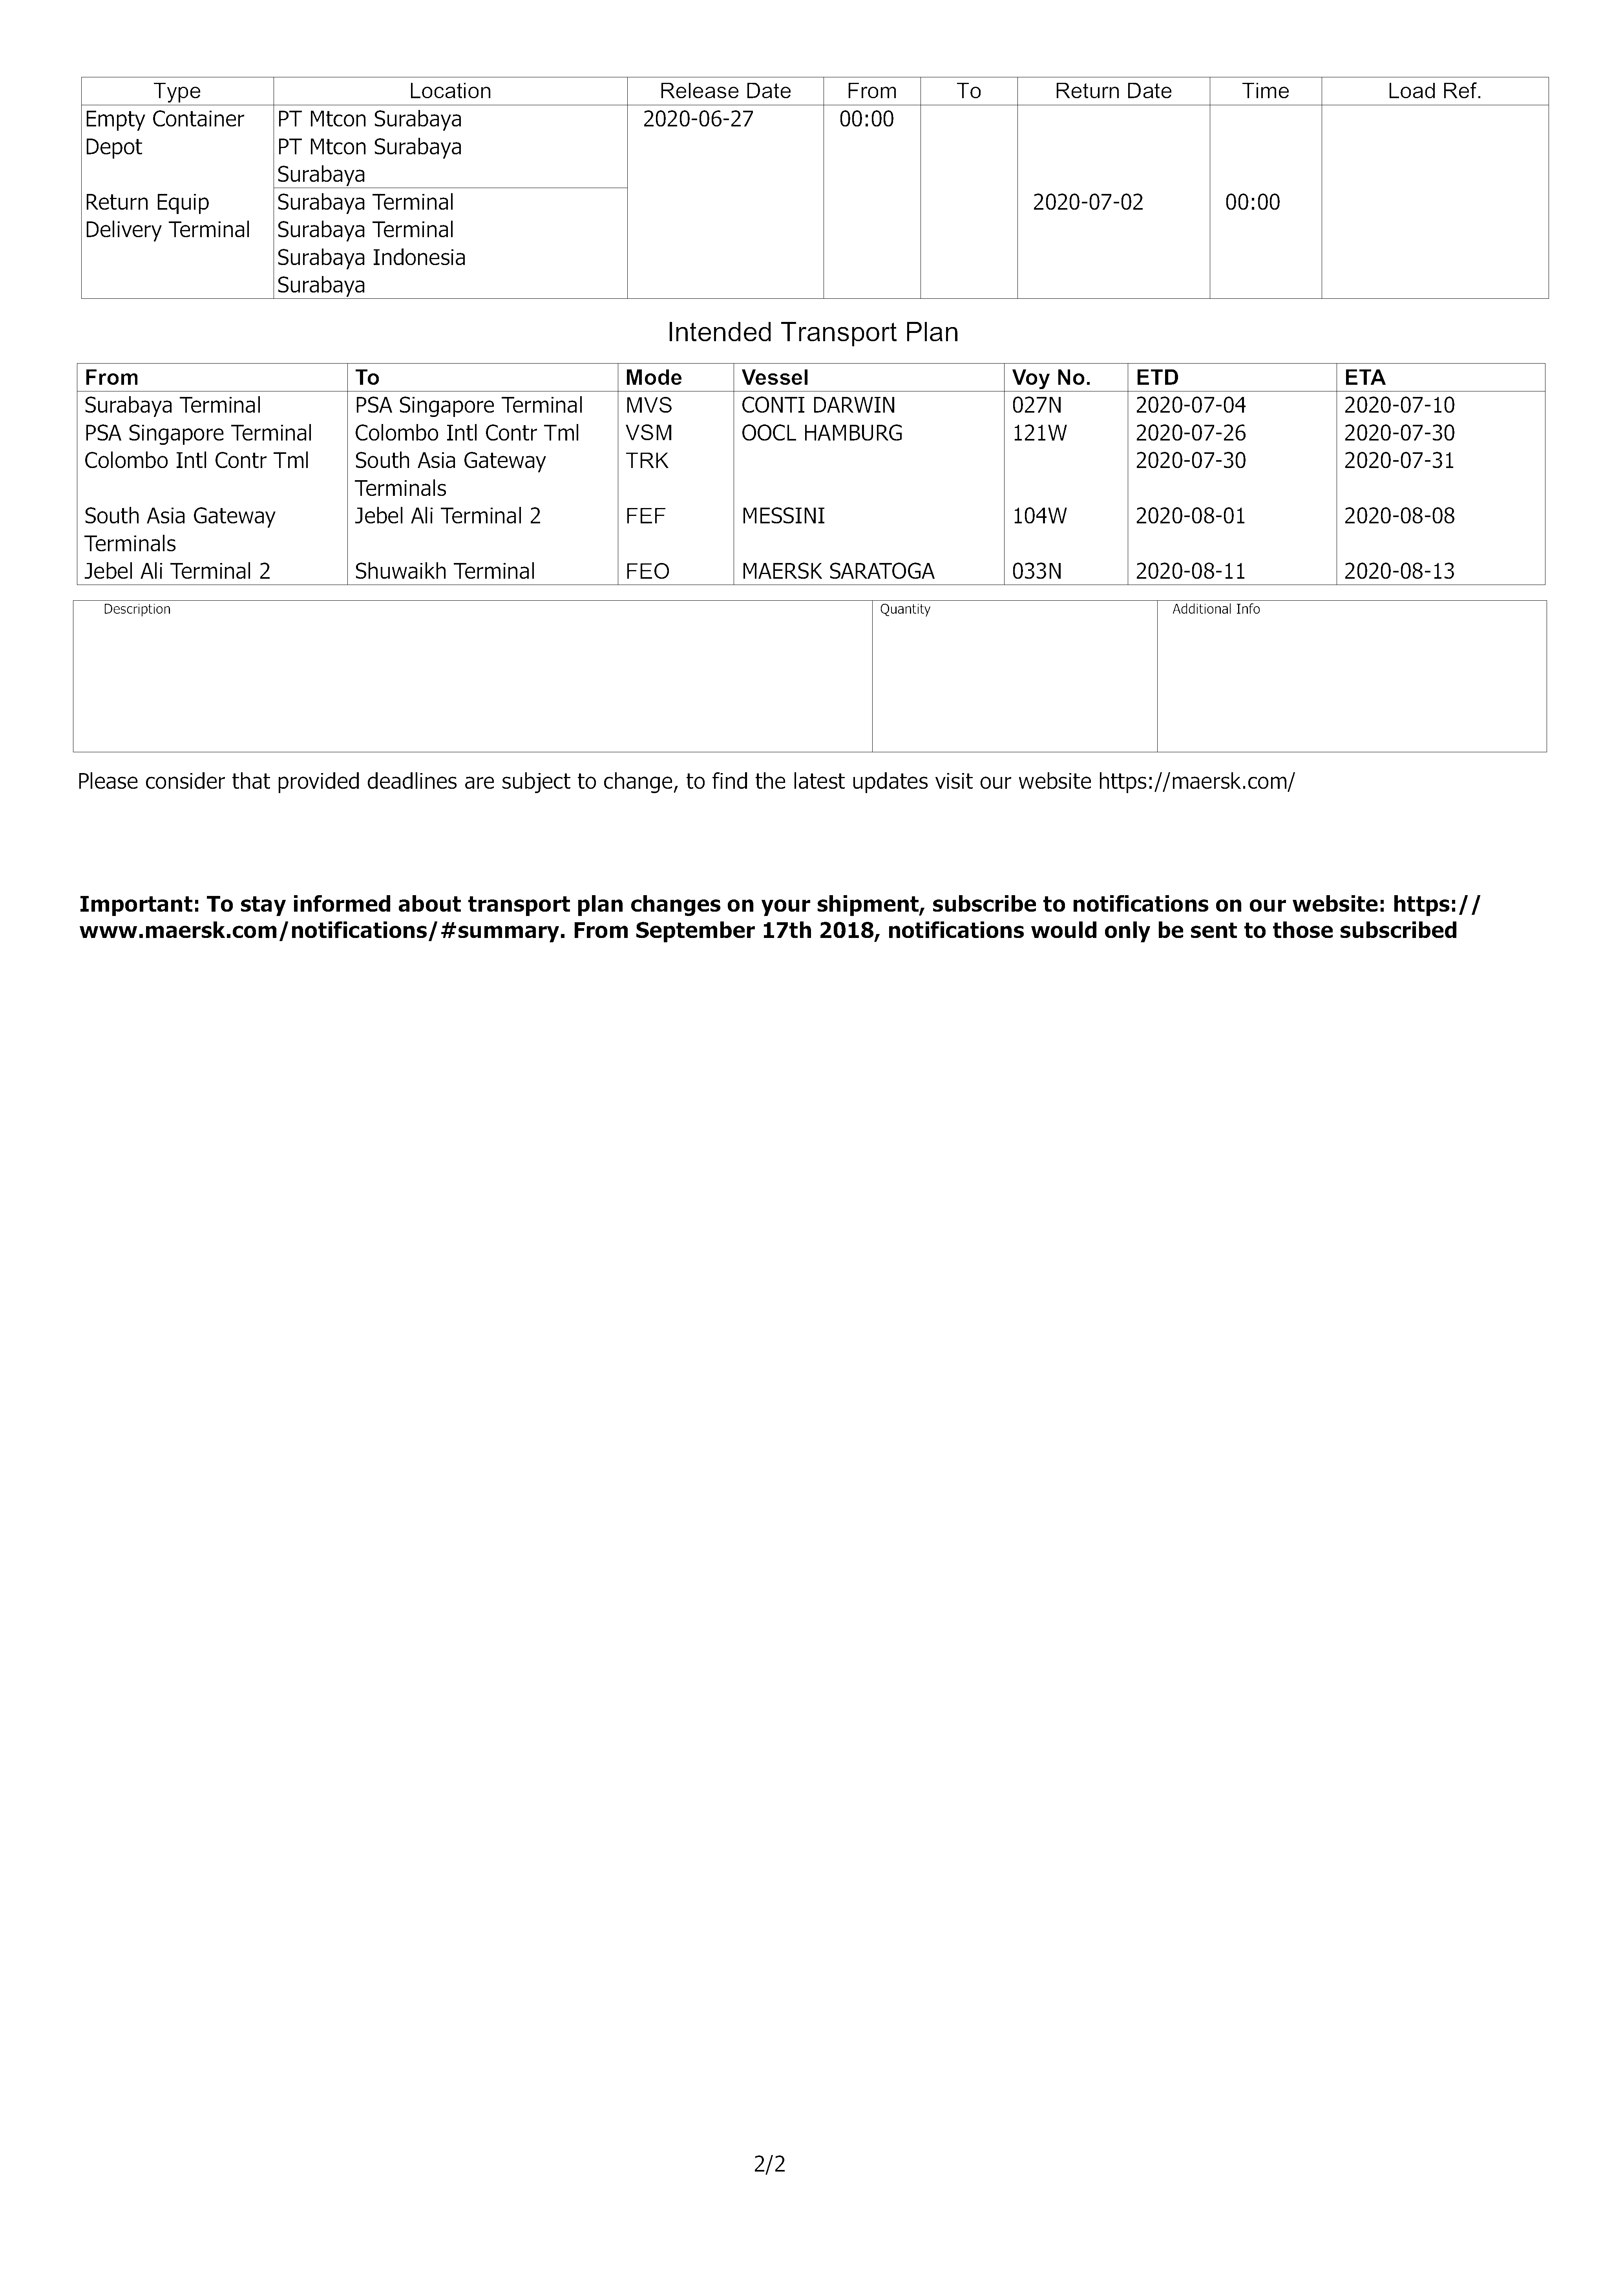 Type Location Release Date From To Return Date Time Load Ref.
Empty Container PT Mtcon Surabaya 2020-06-27 00:00
Depot PT Mtcon Surabaya
Surabaya
Return Equip Surabaya Terminal 2020-07-02 00:00
Delivery Terminal Surabaya Terminal
Surabaya Indonesia
Surabaya
Intended Transport Plan
From To Mode Vessel Voy No. ETD ETA
Surabaya Terminal PSA Singapore Terminal MVS CONTI DARWIN 027N 2020-07-04 2020-07-10
PSA Singapore Terminal Colombo Intl Contr Tml VSM OOCL HAMBURG 121W 2020-07-26 2020-07-30
Colombo Intl Contr Tml South Asia Gateway TRK 2020-07-30 2020-07-31
Terminals
South Asia Gateway Jebel Ali Terminal 2 FEF MESSINI 104W 2020-08-01 2020-08-08
Terminals
Jebel Ali Terminal 2 Shuwaikh Terminal FEO MAERSK SARATOGA 033N 2020-08-11 2020-08-13
Description Quantity Additional Info
Please consider that provided deadlines are subject to change, to find the latest updates visit our website https://maersk.com/
Important: To stay informed about transport plan changes on your shipment, subscribe to notifications on our website: https://
www.maersk.com/notifications/#summary. From September 17th 2018, notifications would only be sent to those subscribed
2/2